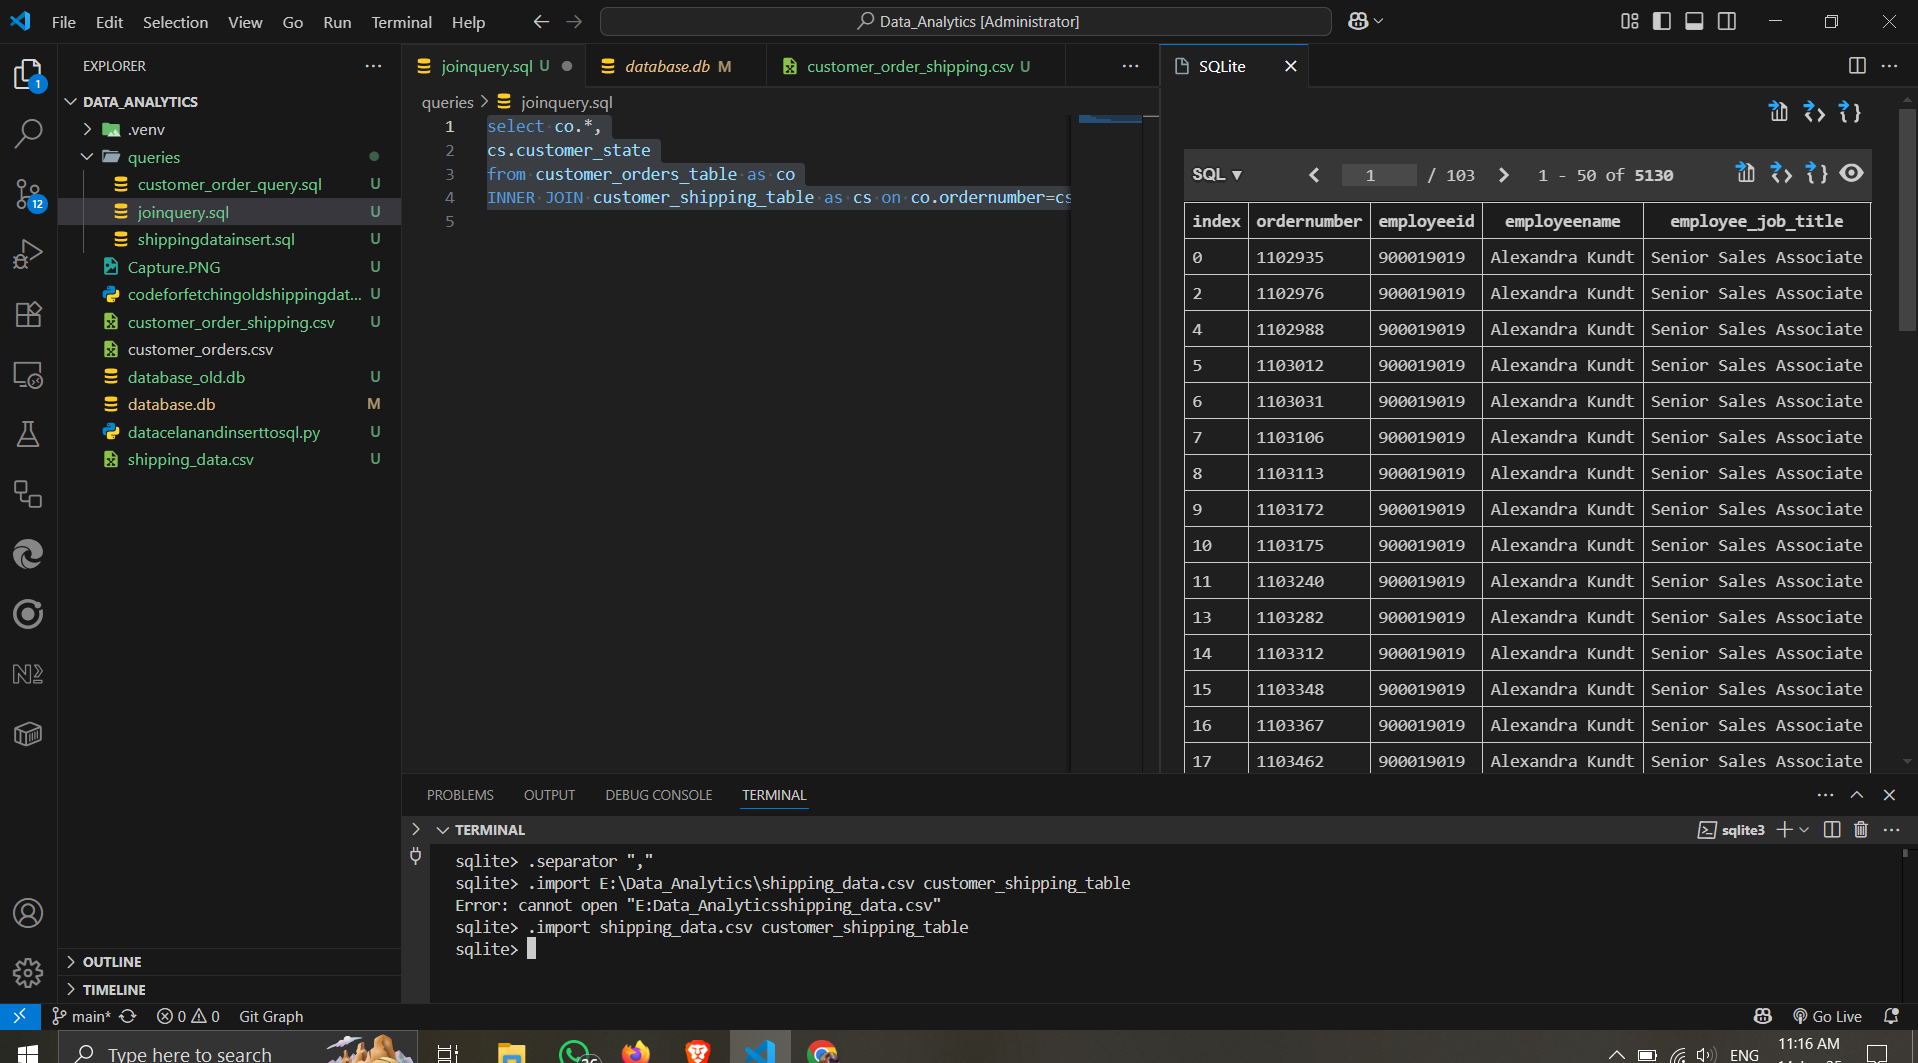 File Edit Selection View Go Run Terminal Help
Data_Analytics [Administrator]
EXPLORER
DATA_ANALYTICS
.venv
queries
customer_order_query.sql U
joinquery.sql U
shippingdatainsert.sql U
Capture.PNG U
codeforfetchingoldshippingdat... U
customer_order_shipping.csv U
customer_orders.csv
database_old.db U
database.db M
datacelanandinserttosql.py U
shipping_data.csv U
OUTLINE
TIMELINE
1
12
joinquery.sql U
database.db M
customer_order_shipping.csv U
queries > joinquery.sql
1 select co.*,
2 cs.customer_state
3 from customer_orders_table as co
4 INNER JOIN customer_shipping_table as cs on co.ordernumber=cs
5
SQLite
SQL 1 / 103 1 - 50 of 5130
index ordernumber employeeid employeename employee_job_title
0 1102935 900019019 Alexandra Kundt Senior Sales Associate
2 1102976 900019019 Alexandra Kundt Senior Sales Associate
4 1102988 900019019 Alexandra Kundt Senior Sales Associate
5 1103012 900019019 Alexandra Kundt Senior Sales Associate
6 1103031 900019019 Alexandra Kundt Senior Sales Associate
7 1103106 900019019 Alexandra Kundt Senior Sales Associate
8 1103113 900019019 Alexandra Kundt Senior Sales Associate
9 1103172 900019019 Alexandra Kundt Senior Sales Associate
10 1103175 900019019 Alexandra Kundt Senior Sales Associate
11 1103240 900019019 Alexandra Kundt Senior Sales Associate
13 1103282 900019019 Alexandra Kundt Senior Sales Associate
14 1103312 900019019 Alexandra Kundt Senior Sales Associate
15 1103348 900019019 Alexandra Kundt Senior Sales Associate
16 1103367 900019019 Alexandra Kundt Senior Sales Associate
17 1103462 900019019 Alexandra Kundt Senior Sales Associate
PROBLEMS OUTPUT DEBUG CONSOLE TERMINAL
TERMINAL
sqlite3
sqlite> .separator ","
sqlite> .import E:\Data_Analytics\shipping_data.csv customer_shipping_table
Error: cannot open "E:Data_Analyticsshipping_data.csv"
sqlite> .import shipping_data.csv customer_shipping_table
sqlite>
main* 0 0 Git Graph
Go Live
Type here to search
ENG
11:16 AM